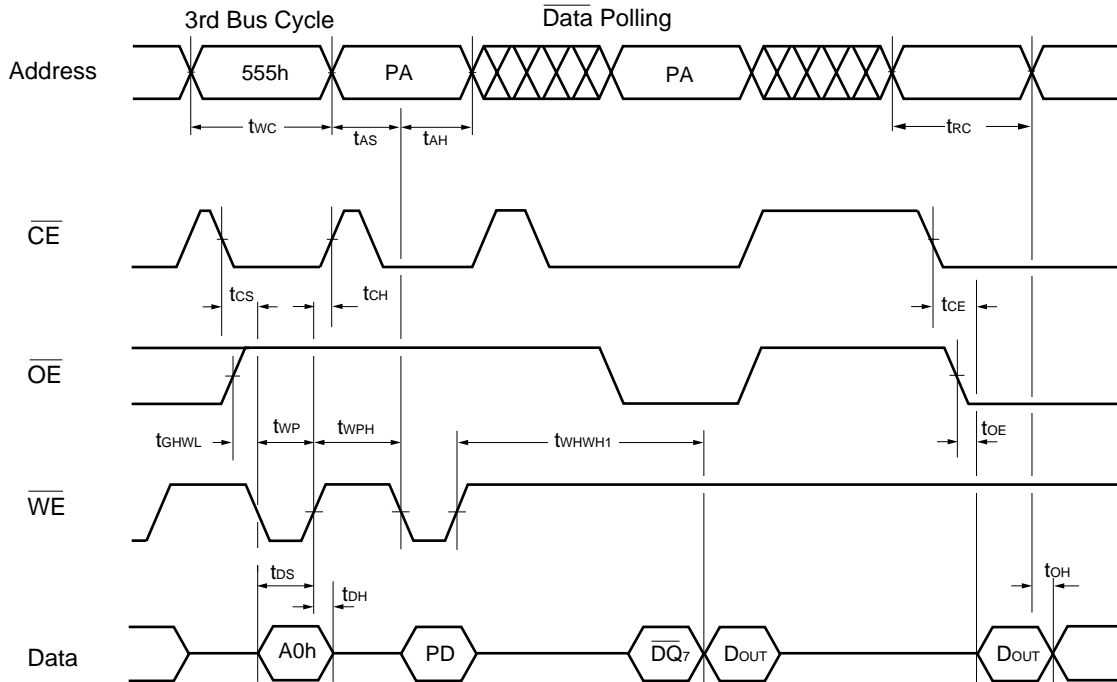 3rd Bus Cycle
Data Polling
Address
555h
PA
PA
tWC
tAS
tAH
tRC
CE
tCS
tCH
tCE
OE
tGHWL
tWP
tWPH
tWHWH1
tOE
WE
tDS
tDH
tOH
Data
A0h
PD
DQ7
DOUT
DOUT